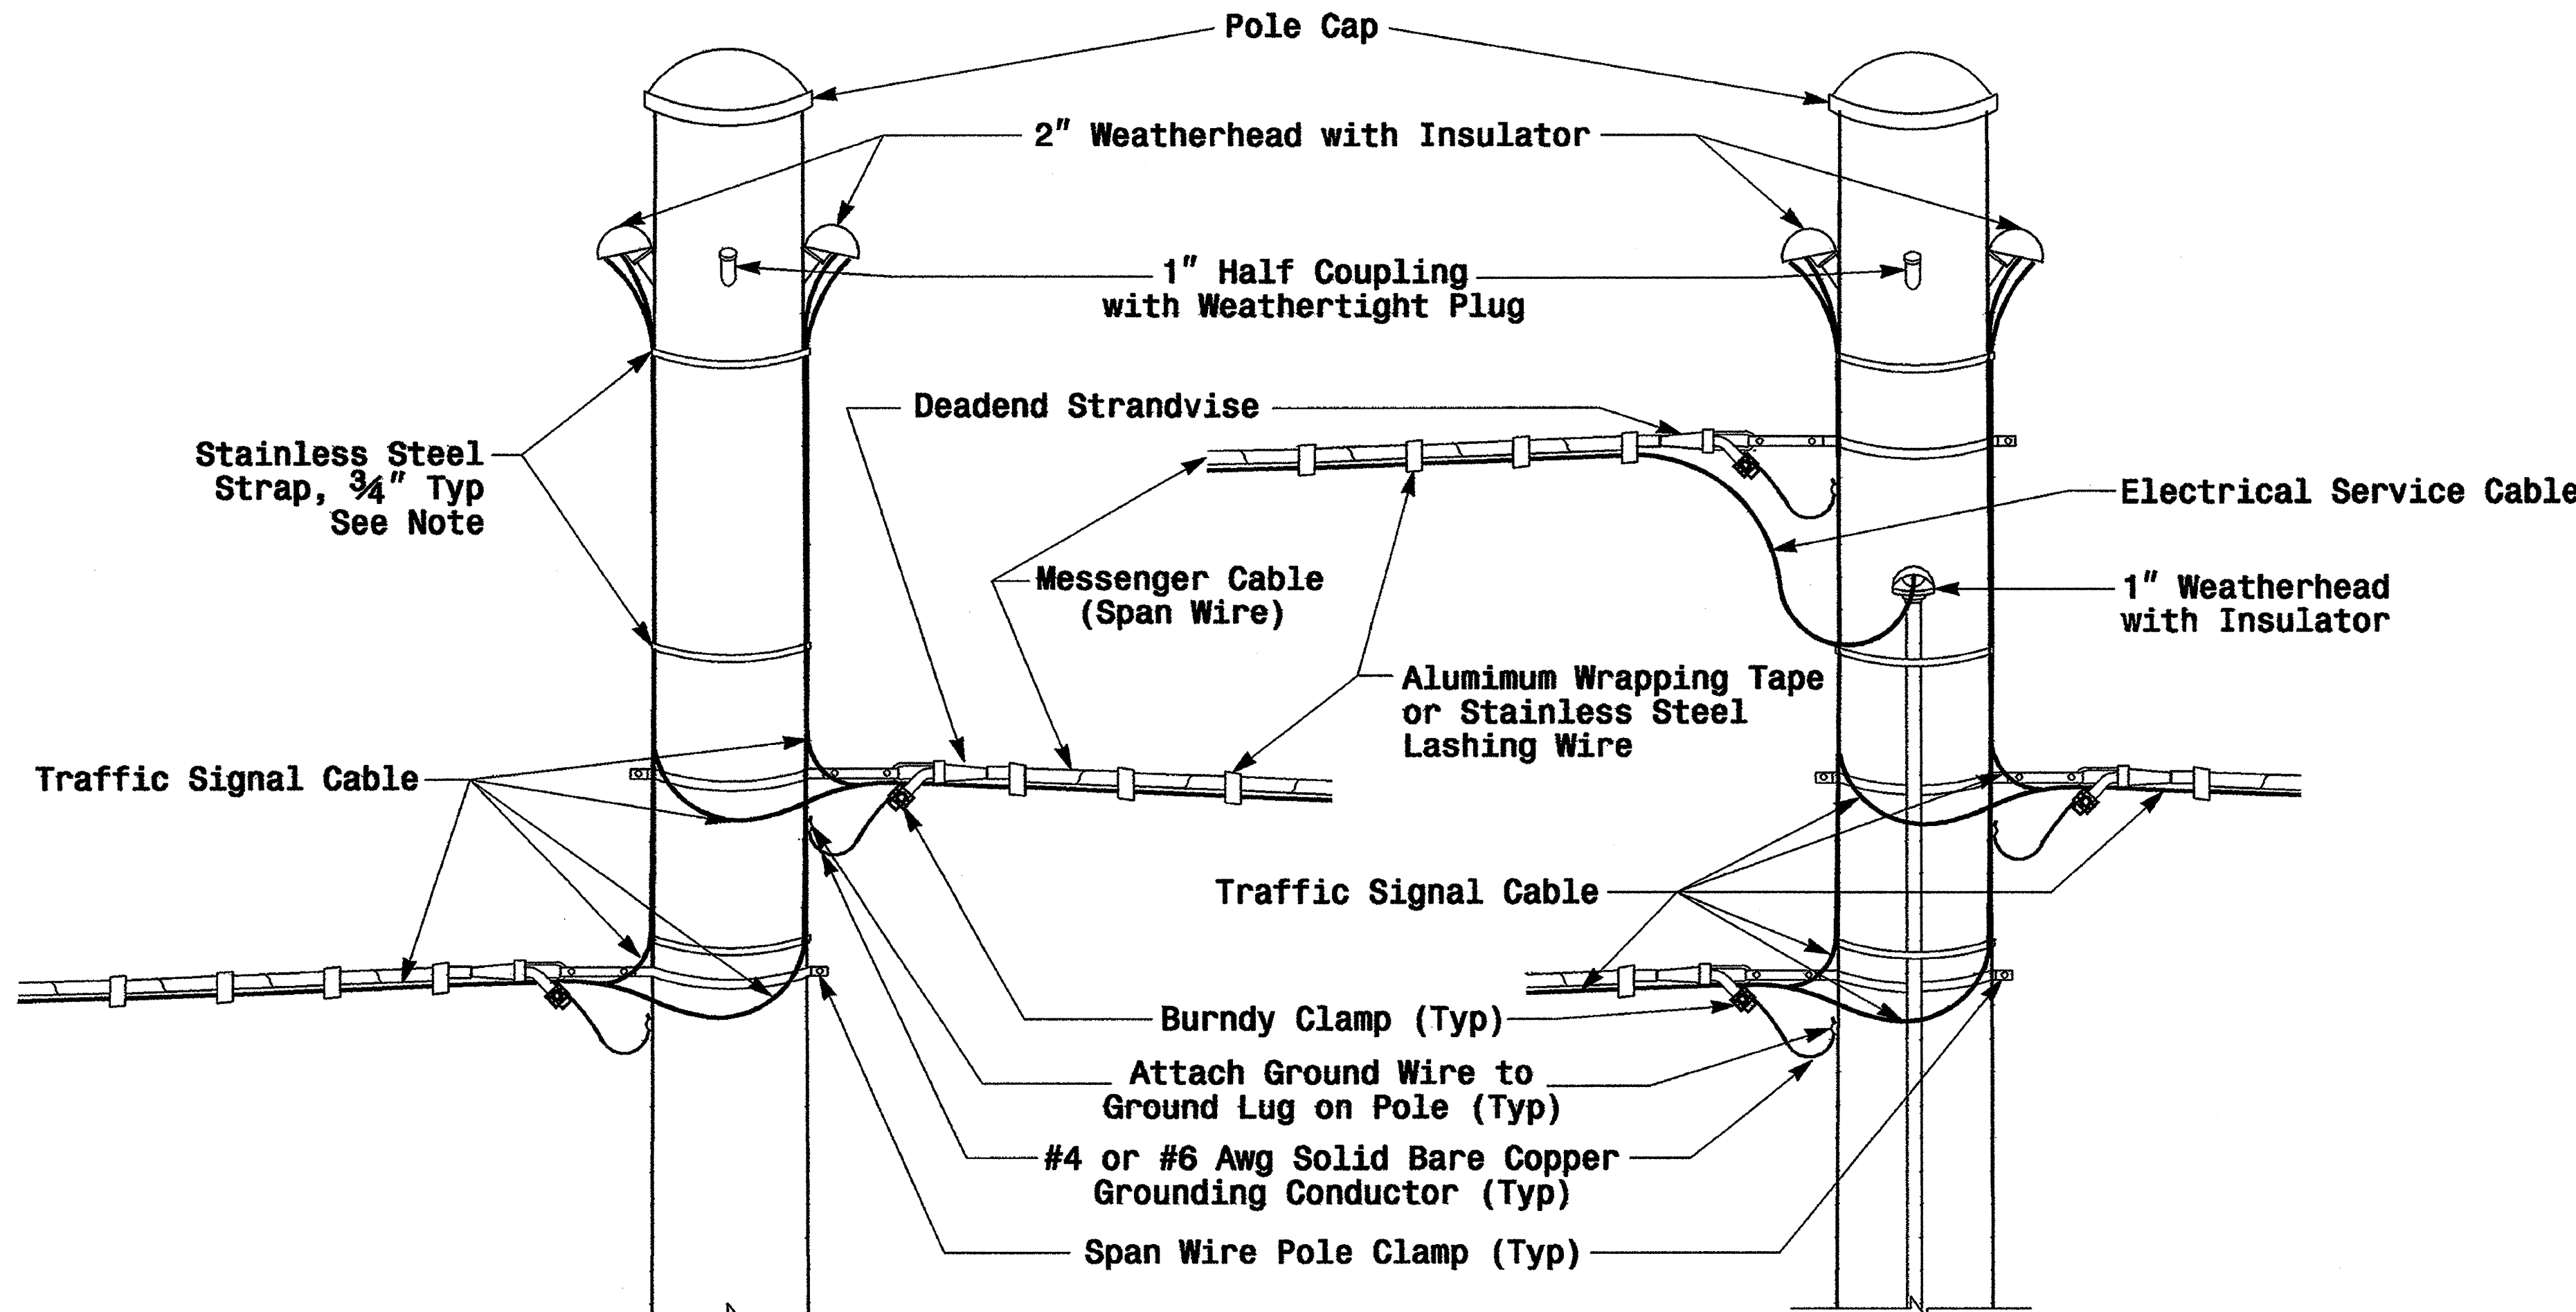 Pole Cap
2" Weatherhead with Insulator
1" Half Coupling
with Weathertight Plug
Deadend Strandvise
Stainless Steel
Strap, ¾" Typ
See Note
Electrical Service Cable
Messenger Cable
(Span Wire)
1" Weatherhead
with Insulator
Alumimum Wrapping Tape
or Stainless Steel
Lashing Wire
Traffic Signal Cable
Traffic Signal Cable
Burndy Clamp (Typ)
Attach Ground Wire to
Ground Lug on Pole (Typ)
#4 or #6 Awg Solid Bare Copper
Grounding Conductor (Typ)
Span Wire Pole Clamp (Typ)